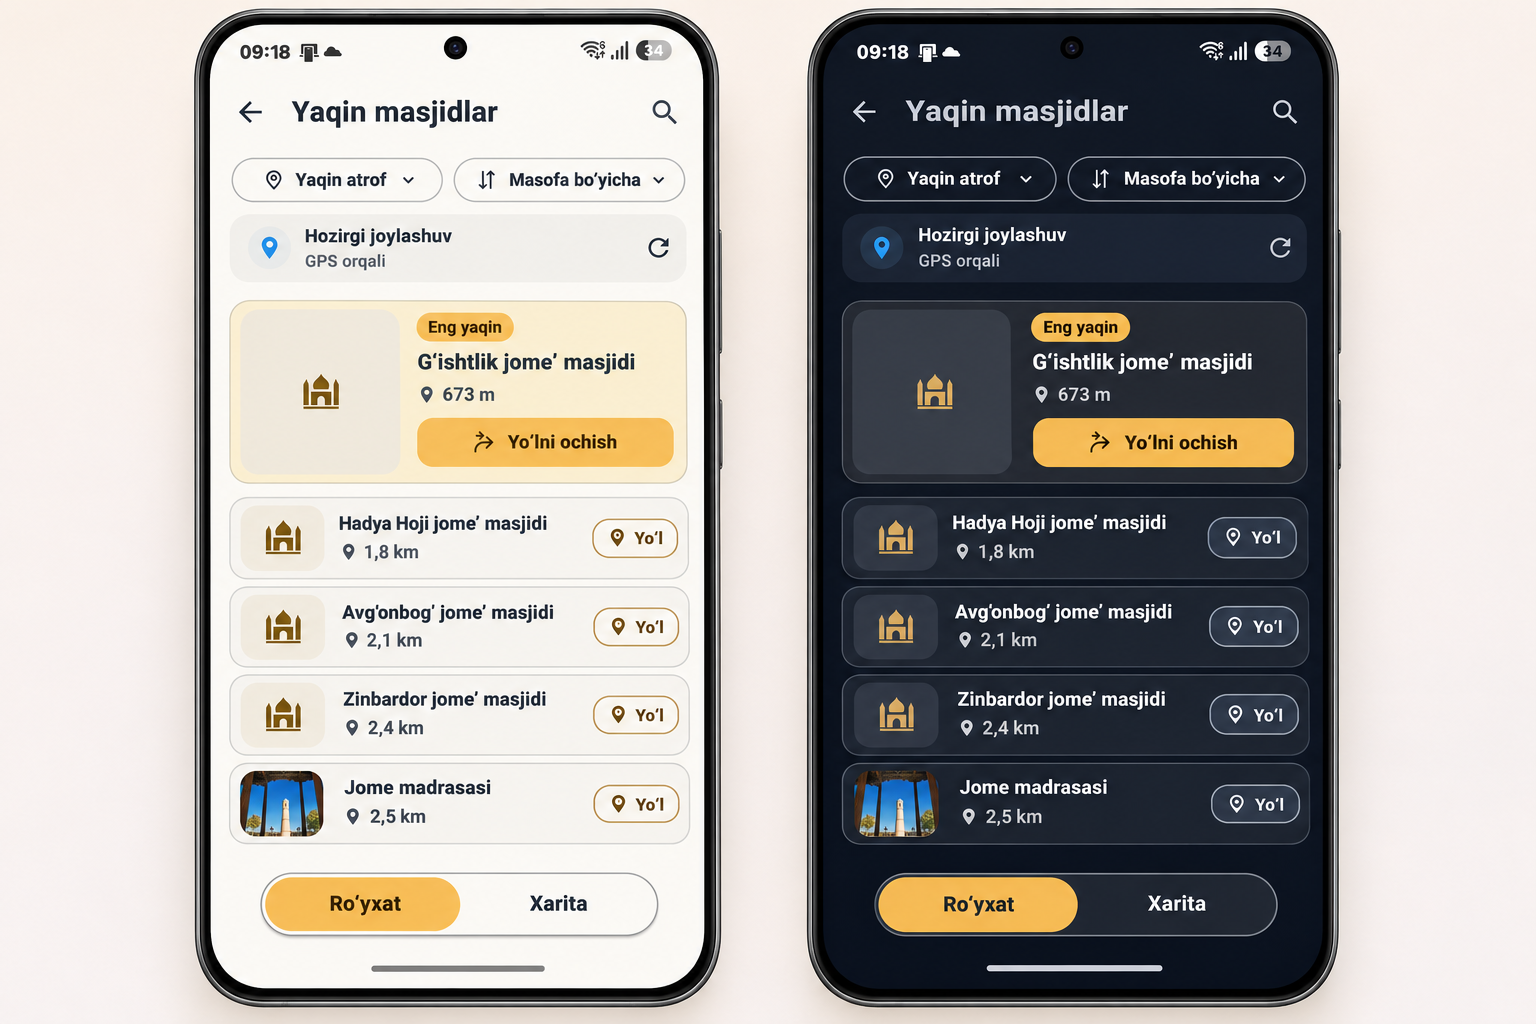 09:18
34
Yaqin masjidlar
Yaqin atrof
Masofa bo‘yicha
Hozirgi joylashuv
GPS orqali
Eng yaqin
G‘ishtlik jome’ masjidi
673 m
Yo‘lni ochish
Hadya Hoji jome’ masjidi
1,8 km
Yo‘l
Avg‘onbog’ jome’ masjidi
2,1 km
Yo‘l
Zinbardor jome’ masjidi
2,4 km
Yo‘l
Jome madrasasi
2,5 km
Yo‘l
Ro‘yxat
Xarita
09:18
34
Yaqin masjidlar
Yaqin atrof
Masofa bo‘yicha
Hozirgi joylashuv
GPS orqali
Eng yaqin
G‘ishtlik jome’ masjidi
673 m
Yo‘lni ochish
Hadya Hoji jome’ masjidi
1,8 km
Yo‘l
Avg‘onbog’ jome’ masjidi
2,1 km
Yo‘l
Zinbardor jome’ masjidi
2,4 km
Yo‘l
Jome madrasasi
2,5 km
Yo‘l
Ro‘yxat
Xarita